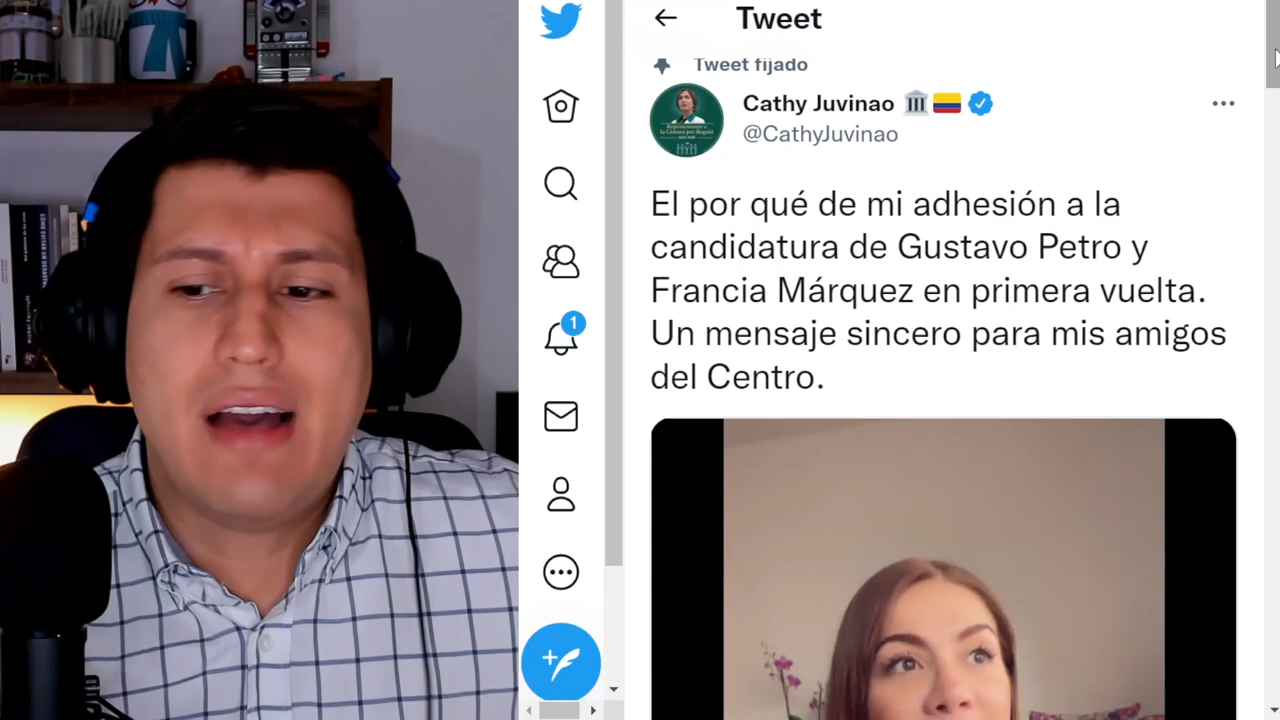 Tweet
Tweet fijado
Cathy Juvinao
@CathyJuvinao
El por qué de mi adhesión a la
candidatura de Gustavo Petro y
Francia Márquez en primera vuelta.
Un mensaje sincero para mis amigos
del Centro.
1